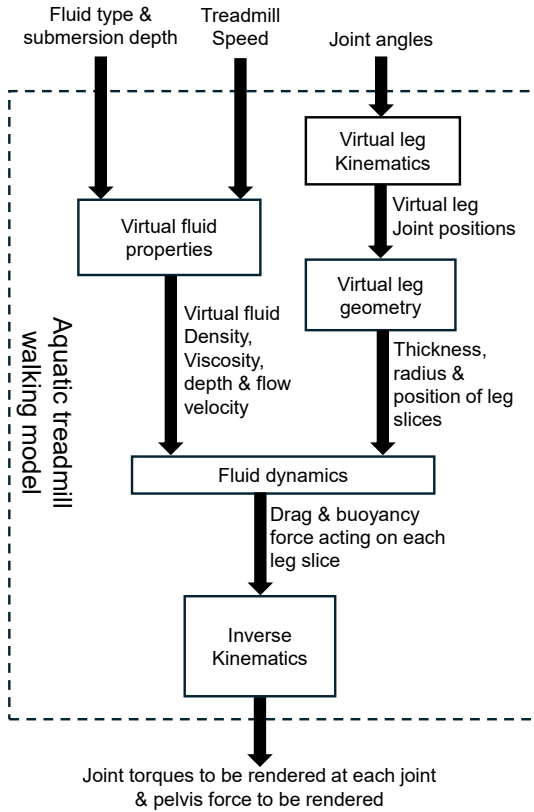 Fluid type &
submersion depth
Treadmill
Speed
Joint angles
Virtual leg
Kinematics
Virtual leg
Joint positions
Virtual fluid
properties
Virtual leg
geometry
Virtual fluid
Density,
Viscosity,
depth & flow
velocity
Thickness,
radius &
position of leg
slices
Aquatic treadmill
walking model
Fluid dynamics
Drag & buoyancy
force acting on each
leg slice
Inverse
Kinematics
Joint torques to be rendered at each joint
& pelvis force to be rendered